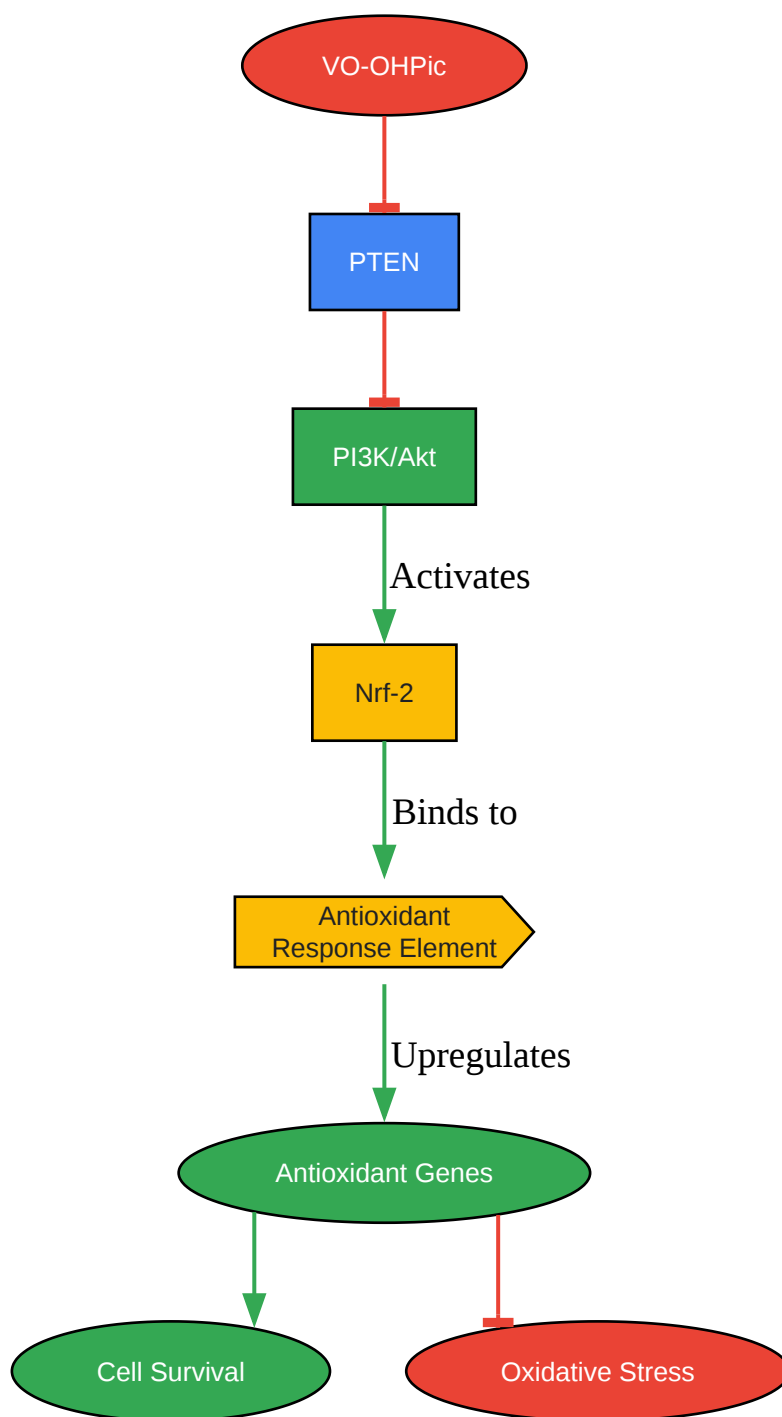 VO-OHPic
PTEN
PI3K/Akt
Activates
Nrf-2
Binds to
Antioxidant
Response Element
Upregulates
Antioxidant Genes
Cell Survival
Oxidative Stress